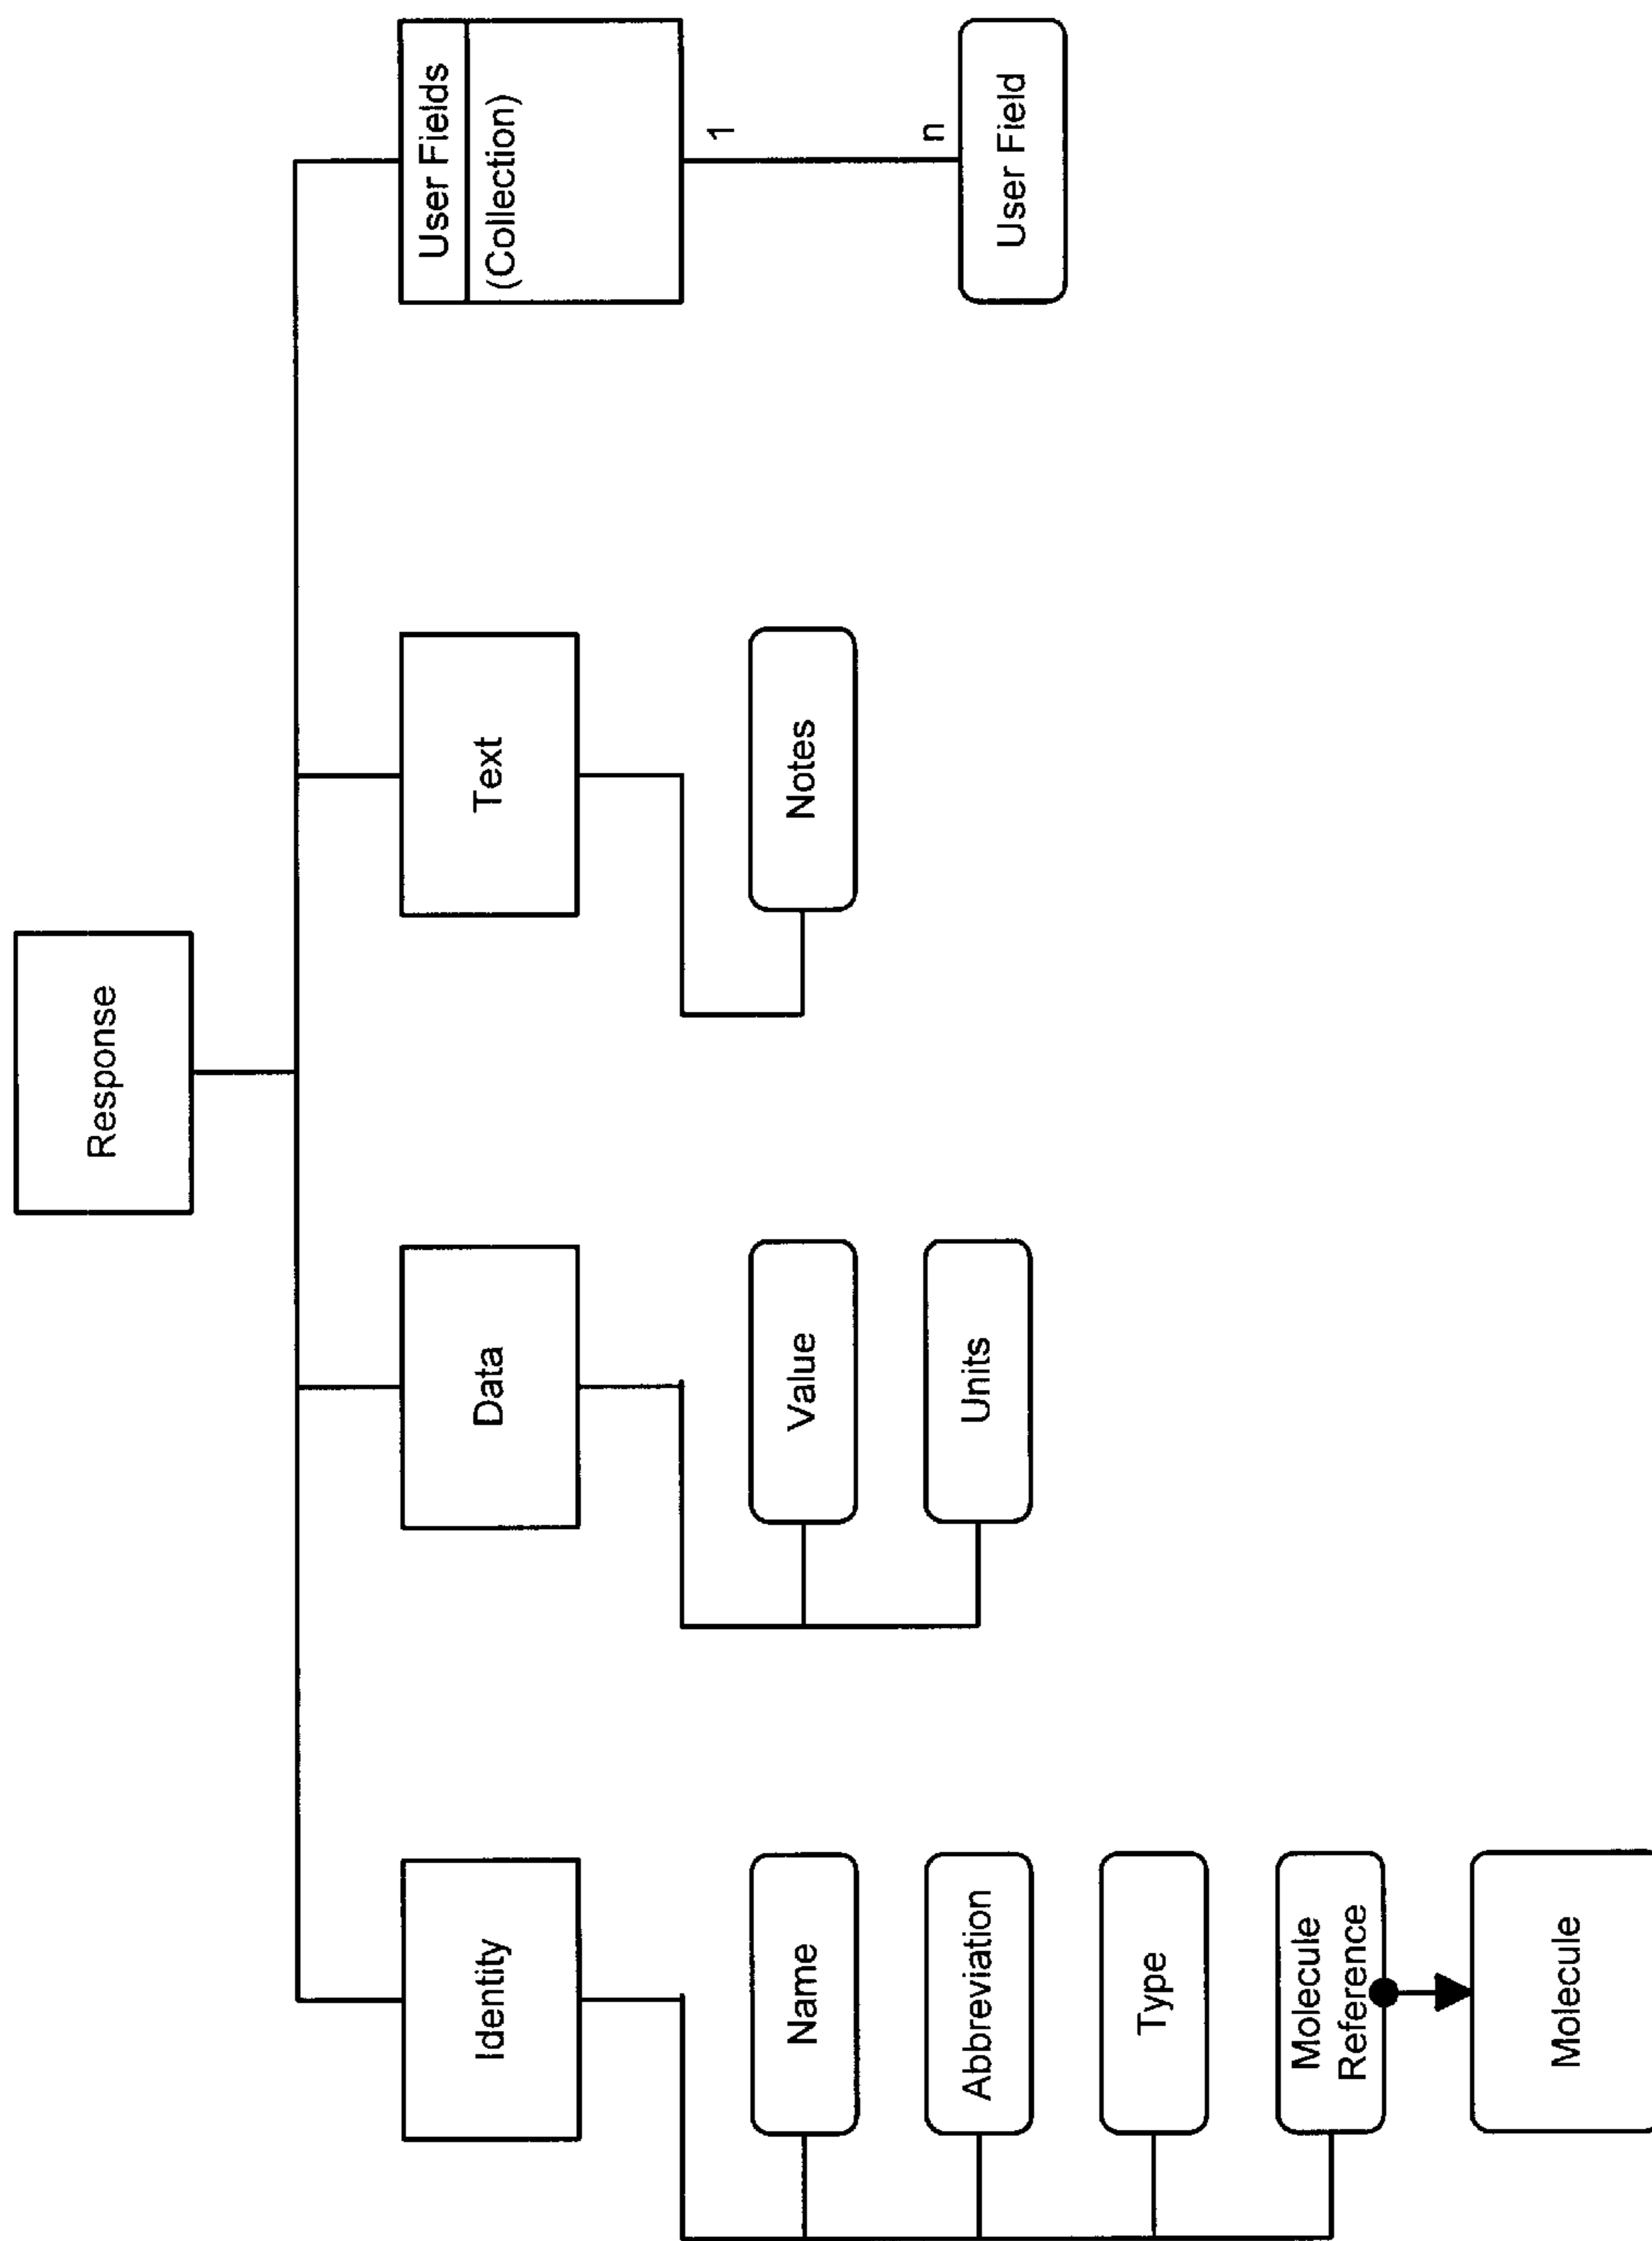 Response
Identity
Data
Text
User Fields
(Collection)
1
n
Name
Value
Notes
User Field
Abbreviation
Units
Type
Molecule
Reference
Molecule